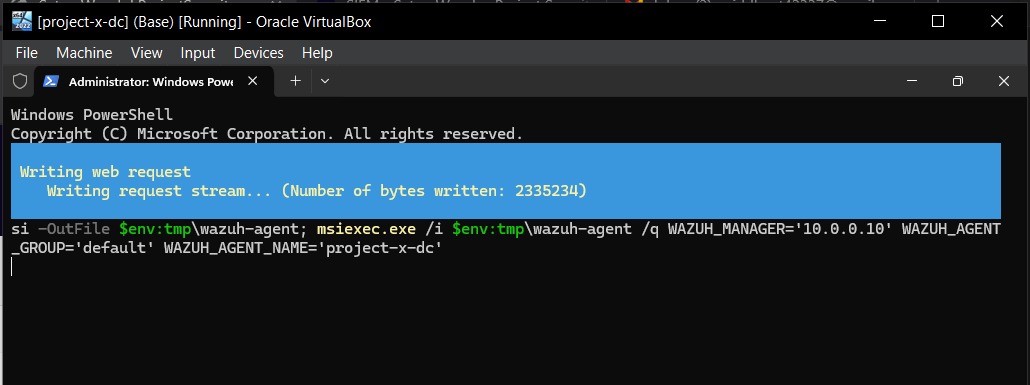 [project-x-dc] (Base) [Running] - Oracle VirtualBox
File Machine View Input Devices Help
Administrator: Windows Powe
Windows PowerShell
Copyright (C) Microsoft Corporation. All rights reserved.
Writing web request
Writing request stream... (Number of bytes written: 2335234)
si -OutFile $env:tmp\wazuh-agent; msiexec.exe /i $env:tmp\wazuh-agent /q WAZUH_MANAGER='10.0.0.10' WAZUH_AGENT
_GROUP='default' WAZUH_AGENT_NAME='project-x-dc'